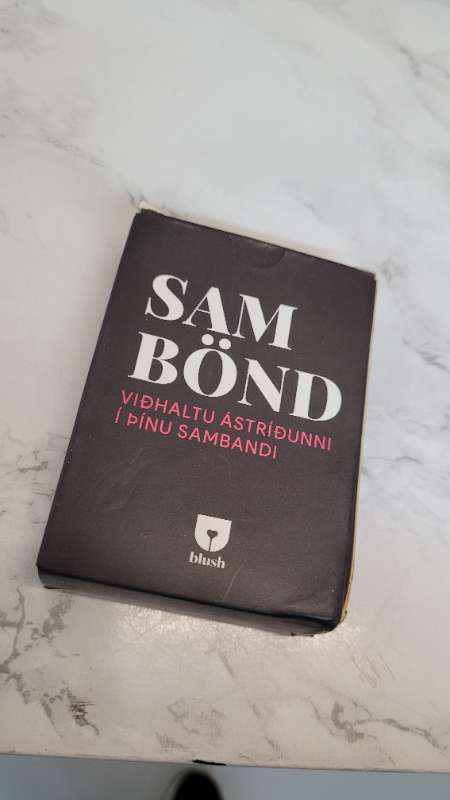 SAM
BÖND
VIÐHALTU ÁSTRÍÐUNNI
Í ÞÍNU SAMBANDI
blush